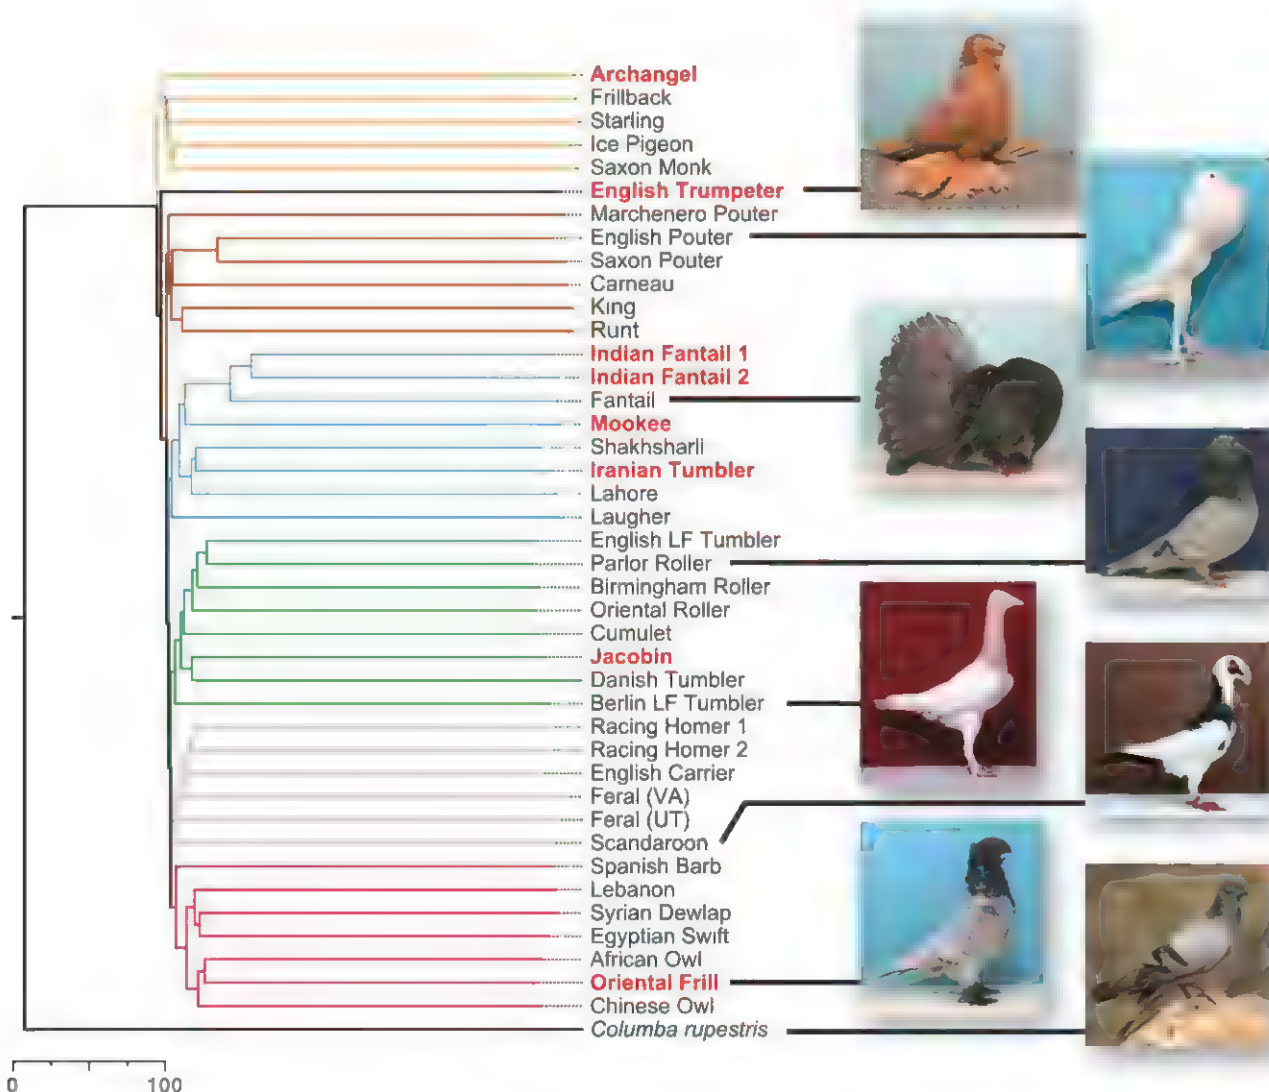 Archangel
Frillback
Starling
Ice Pigeon
Saxon Monk
English Trumpeter
Marchenero Pouter
English Pouter
Saxon Pouter
Carneau
King
Runt
Indian Fantail 1
Indian Fantail 2
Fantail
Mookee
Shakhsharli
Iranian Tumbler
Lahore
Laugher
English LF Tumbler
Parlor Roller
Birmingham Roller
Oriental Roller
Cumulet
Jacobin
Danish Tumbler
Berlin LF Tumbler
Racing Homer 1
Racing Homer 2
English Carrier
Feral (VA)
Feral (UT)
Scandaroon
Spanish Barb
Lebanon
Syrian Dewlap
Egyptian Swift
African Owl
Oriental Frill
Chinese Owl
Columba rupestris
0 100